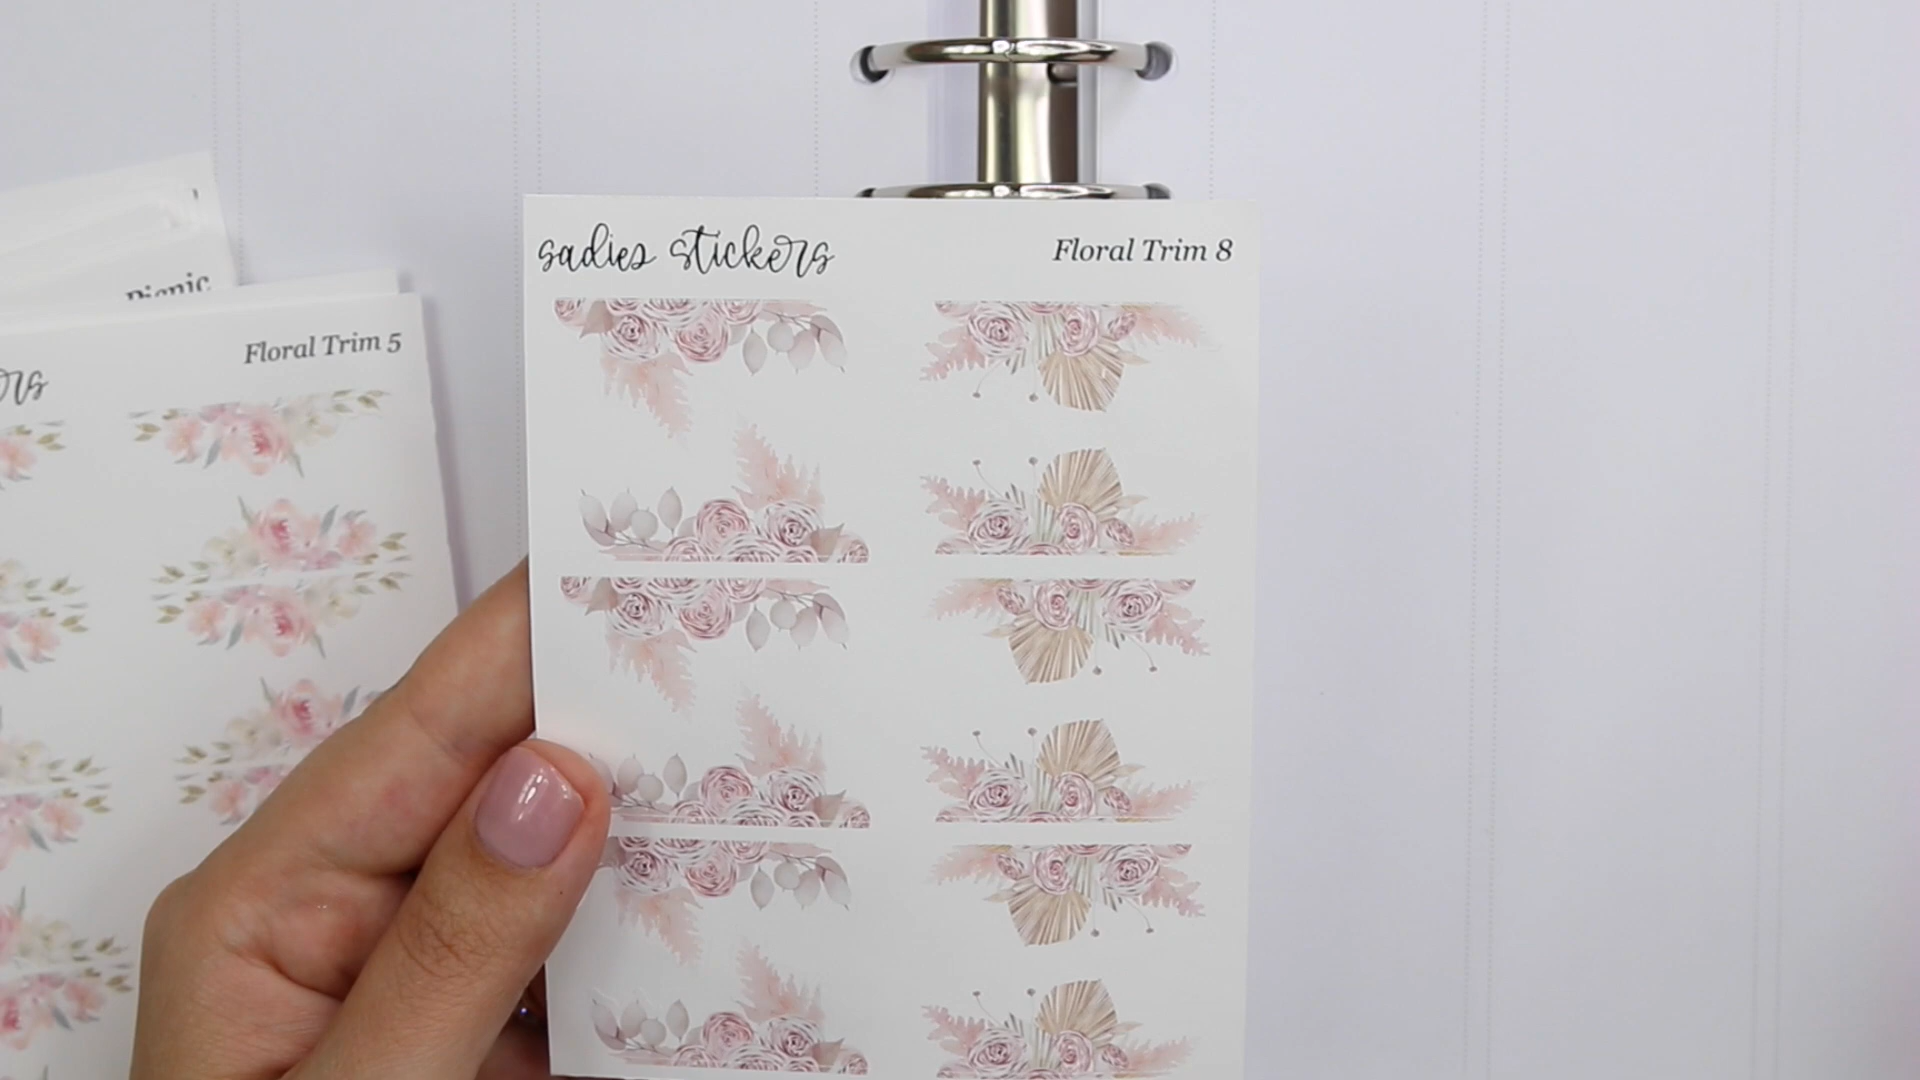 sadies stickers
Floral Trim 8
Picnic
Floral Trim 5